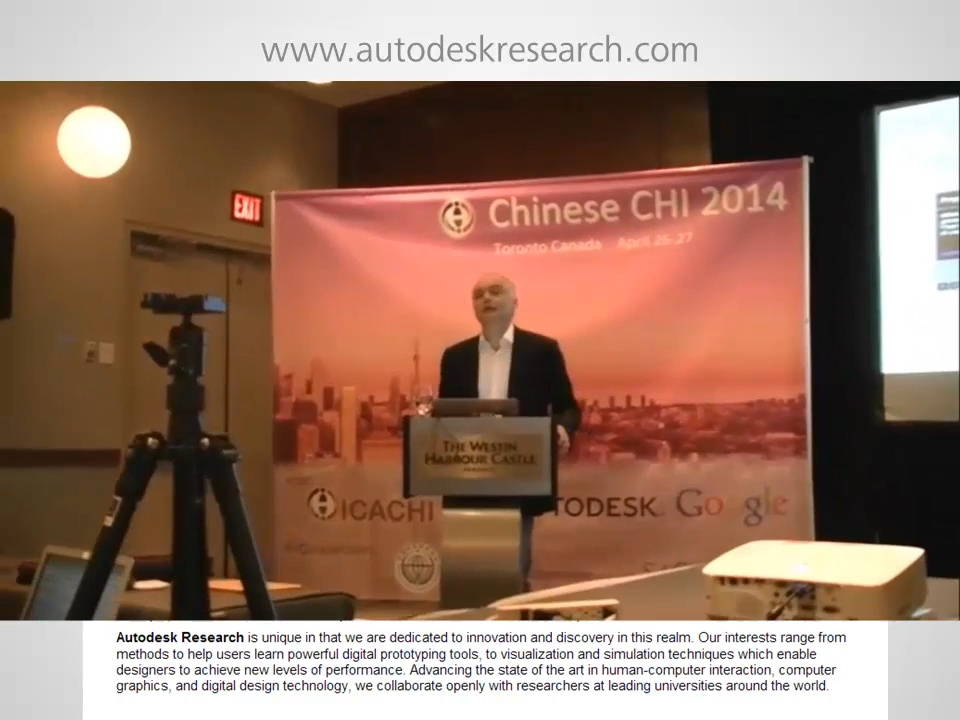 www.autodeskresearch.com
EXIT
Chinese CHI 2014
Toronto Canada April 26-27
THE WESTIN
HARBOUR CASTLE
ICACHI
TODESK Google
Autodesk Research is unique in that we are dedicated to innovation and discovery in this realm. Our interests range from
methods to help users learn powerful digital prototyping tools, to visualization and simulation techniques which enable
designers to achieve new levels of performance. Advancing the state of the art in human-computer interaction, computer
graphics, and digital design technology, we collaborate openly with researchers at leading universities around the world.